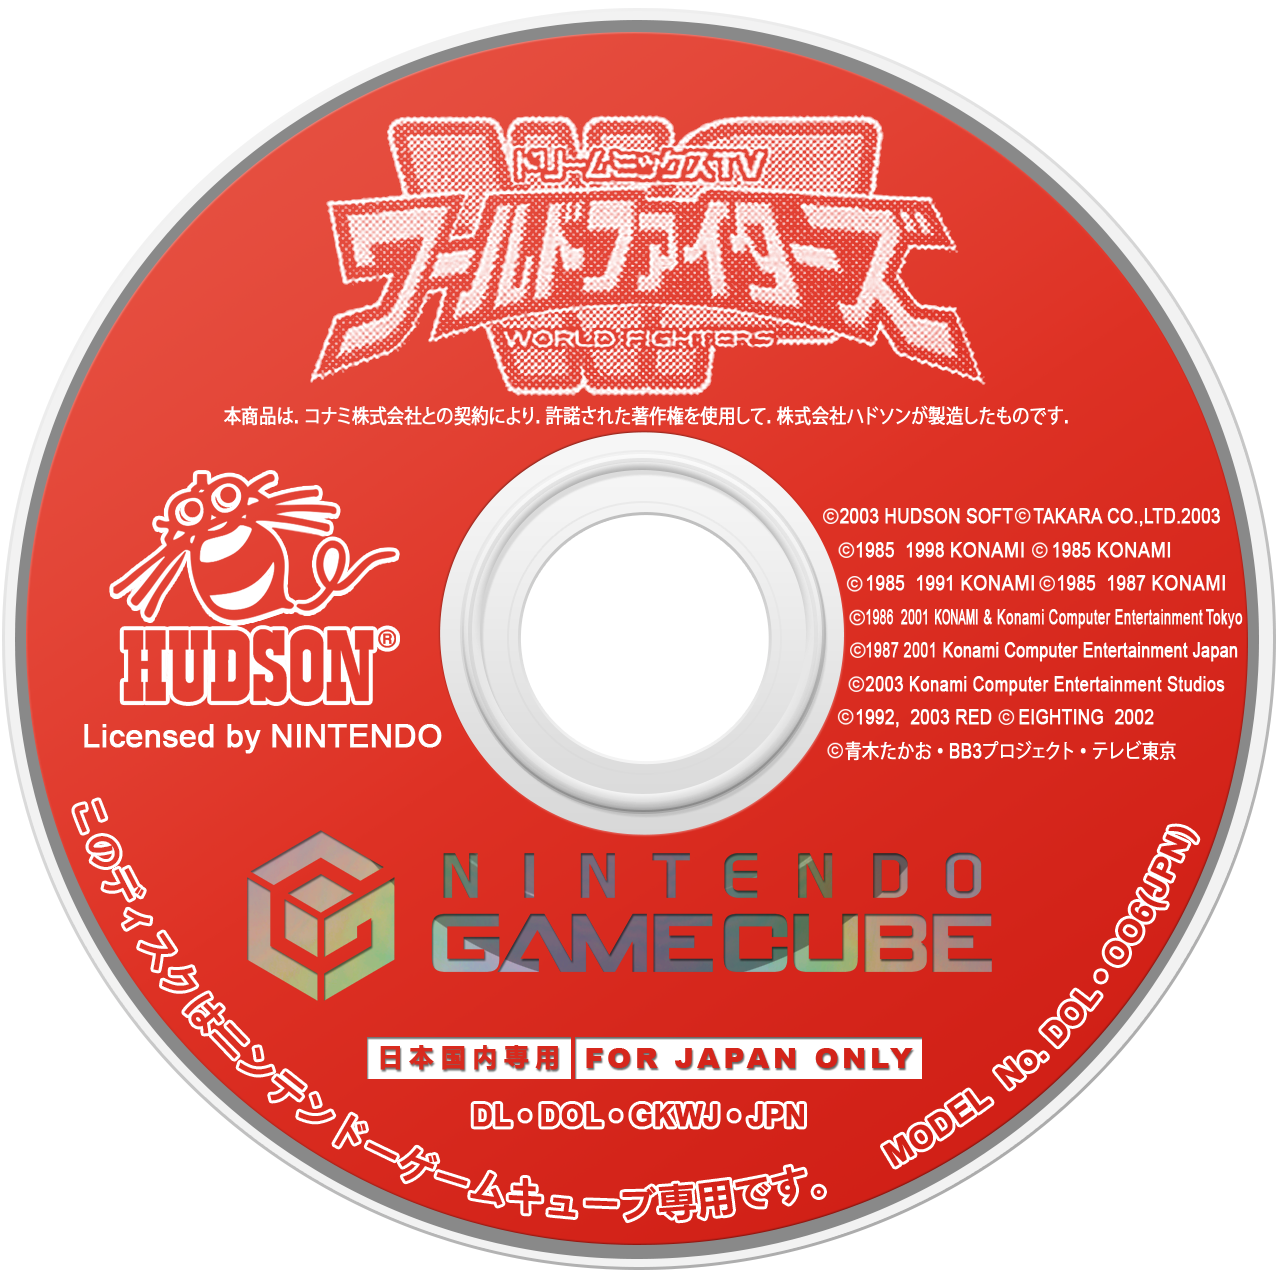 ドリームミックスTV
ワールドファイターズ
WORLD FIGHTERS
本商品は．コナミ株式会社との契約により．許諾された著作権を使用して．株式会社ハドソンが製造したものです．
HUDSON®
Licensed by NINTENDO
©2003 HUDSON SOFT©TAKARA CO.,LTD.2003
©1985 1998 KONAMI © 1985 KONAMI
©1985 1991 KONAMI ©1985 1987 KONAMI
©1986 2001 KONAMI & Konami Computer Entertainment Tokyo
©1987 2001 Konami Computer Entertainment Japan
©2003 Konami Computer Entertainment Studios
©1992, 2003 RED © EIGHTING 2002
©青木たかお・BB3プロジェクト・テレビ東京
NINTENDO
GAMECUBE
日本国内専用 FOR JAPAN ONLY
DL・DOL・GKWJ・JPN
このディスクはニンテンドーゲームキューブ専用です。
MODEL No. DOL・006(JPN)